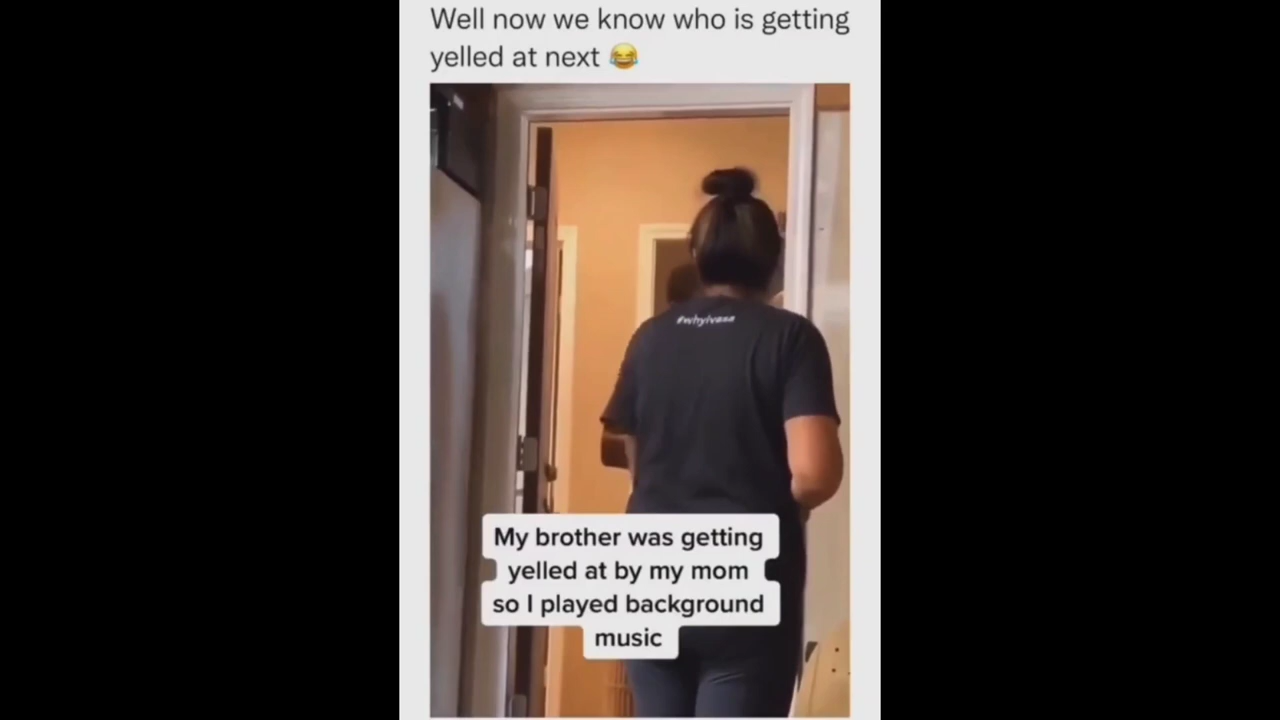 Well now we know who is getting
yelled at next 😂
#whyivone
My brother was getting
yelled at by my mom
so I played background
music